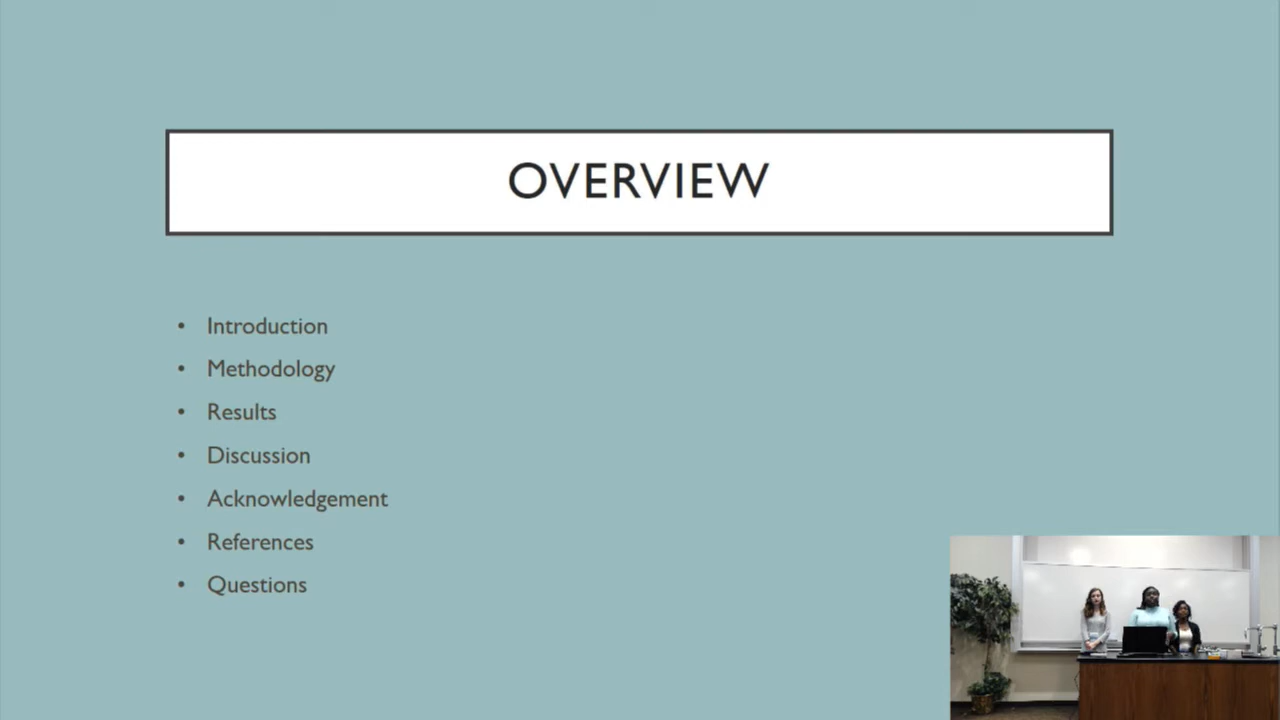 OVERVIEW
• Introduction
• Methodology
• Results
• Discussion
• Acknowledgement
• References
• Questions